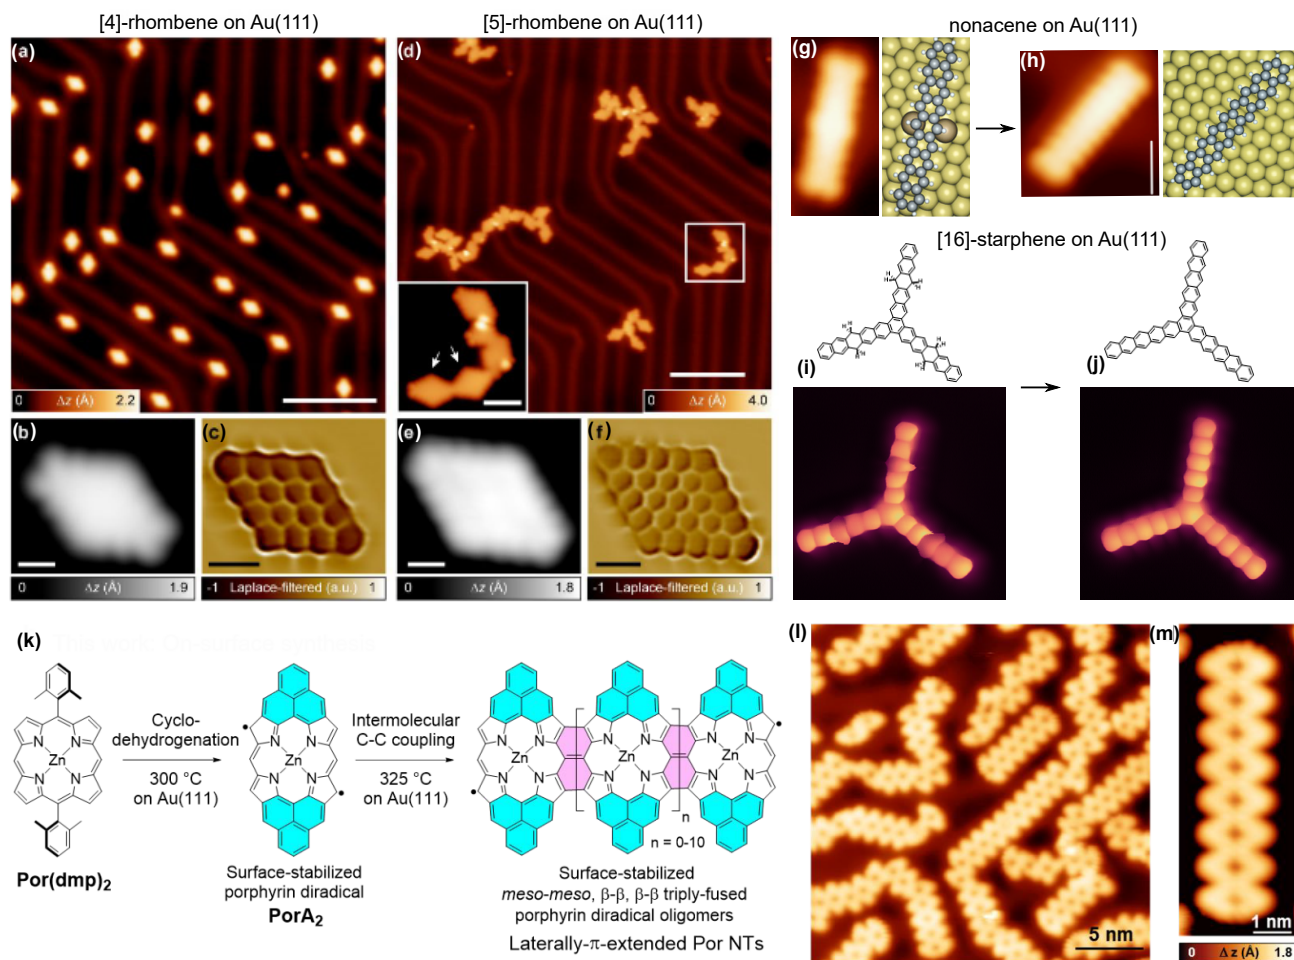 [4]-rhombene on Au(111)
[5]-rhombene on Au(111)
nonacene on Au(111)
(a)
(d)
(g)
(h)
[16]-starphene on Au(111)
H
H
H
H
H
H
H
H
H
H
H
(i)
(j)
0 Δz (Å) 2.2
0 Δz (Å) 4.0
(b)
(c)
(e)
(f)
0 Δz (Å) 1.9
-1 Laplace-filtered (a.u.) 1
0 Δz (Å) 1.8
-1 Laplace-filtered (a.u.) 1
(k)
(l)
(m)
N N
Zn
N N
Por(dmp)₂
Cyclo-
dehydrogenation
300 °C
on Au(111)
N N
Zn
N N
Surface-stabilized
porphyrin diradical
PorA₂
Intermolecular
C-C coupling
325 °C
on Au(111)
N N
Zn
N N
N N
Zn
N N
N N
Zn
N N
n
n = 0-10
Surface-stabilized
meso-meso, β-β, β-β triply-fused
porphyrin diradical oligomers
Laterally-π-extended Por NTs
5 nm
1 nm
0 Δ z (Å) 1.8